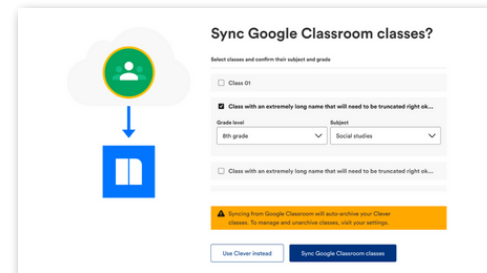 Sync Google Classroom classes?
Select classes and confirm their subject and grade
Class 01
Class with an extremely long name that will need to be truncated right ok...
Grade level
Subject
8th grade
Social studies
Class with an extremely long name that will need to be truncated right ok...
Syncing from Google Classroom will auto-archive your Clever
classes. To manage and unarchive classes, visit your settings.
Use Clever instead
Sync Google Classroom classes